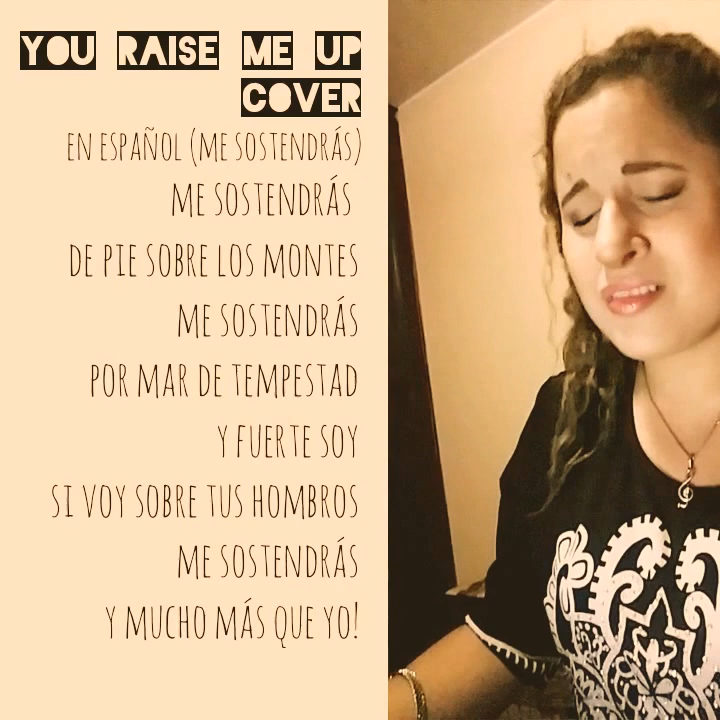 YOU RAISE ME UP
COVER
EN ESPAÑOL (ME SOSTENDRÁS)
ME SOSTENDRÁS
DE PIE SOBRE LOS MONTES
ME SOSTENDRÁS
POR MAR DE TEMPESTAD
Y FUERTE SOY
SI VOY SOBRE TUS HOMBROS
ME SOSTENDRÁS
Y MUCHO MÁS QUE YO!